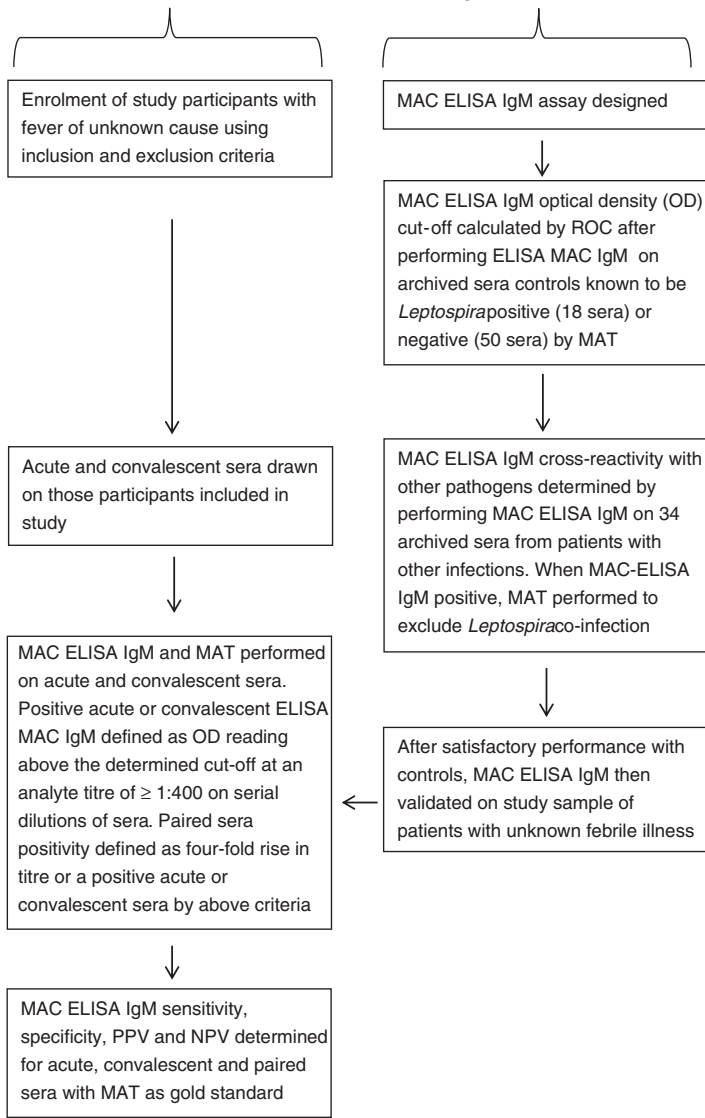 Enrolment of study participants with
fever of unknown cause using
inclusion and exclusion criteria
Acute and convalescent sera drawn
on those participants included in
study
MAC ELISA IgM and MAT performed
on acute and convalescent sera.
Positive acute or convalescent ELISA
MAC IgM defined as OD reading
above the determined cut-off at an
analyte titre of ≥ 1:400 on serial
dilutions of sera. Paired sera
positivity defined as four-fold rise in
titre or a positive acute or
convalescent sera by above criteria
MAC ELISA IgM sensitivity,
specificity, PPV and NPV determined
for acute, convalescent and paired
sera with MAT as gold standard
MAC ELISA IgM assay designed
MAC ELISA IgM optical density (OD)
cut-off calculated by ROC after
performing ELISA MAC IgM on
archived sera controls known to be
Leptospirapositive (18 sera) or
negative (50 sera) by MAT
MAC ELISA IgM cross-reactivity with
other pathogens determined by
performing MAC ELISA IgM on 34
archived sera from patients with
other infections. When MAC-ELISA
IgM positive, MAT performed to
exclude Leptospiraco-infection
After satisfactory performance with
controls, MAC ELISA IgM then
validated on study sample of
patients with unknown febrile illness